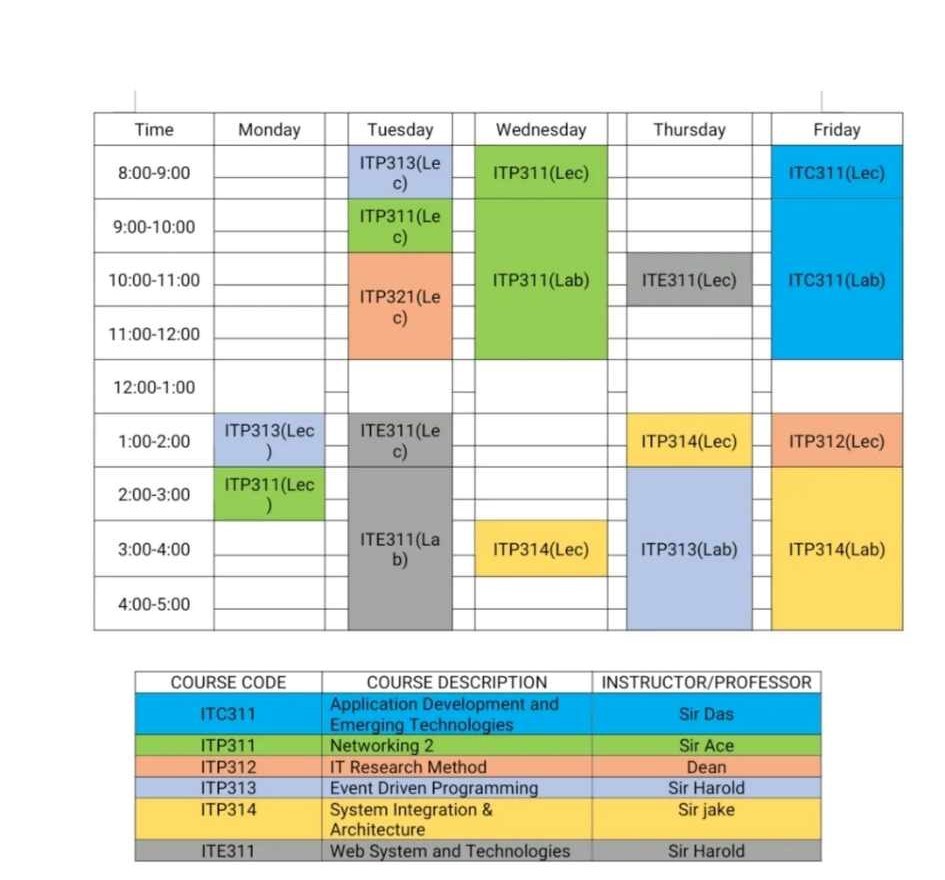 Time Monday Tuesday Wednesday Thursday Friday
8:00-9:00 ITP313(Le
c) ITP311(Lec) ITC311(Lec)
9:00-10:00 ITP311(Le
c)
10:00-11:00 ITP321(Le
c) ITP311(Lab) ITE311(Lec) ITC311(Lab)
11:00-12:00
12:00-1:00
1:00-2:00 ITP313(Lec
) ITE311(Le
c) ITP314(Lec) ITP312(Lec)
2:00-3:00 ITP311(Lec
)
3:00-4:00 ITE311(La
b) ITP314(Lec) ITP313(Lab) ITP314(Lab)
4:00-5:00
COURSE CODE COURSE DESCRIPTION INSTRUCTOR/PROFESSOR
ITC311 Application Development and
Emerging Technologies Sir Das
ITP311 Networking 2 Sir Ace
ITP312 IT Research Method Dean
ITP313 Event Driven Programming Sir Harold
ITP314 System Integration &
Architecture Sir jake
ITE311 Web System and Technologies Sir Harold